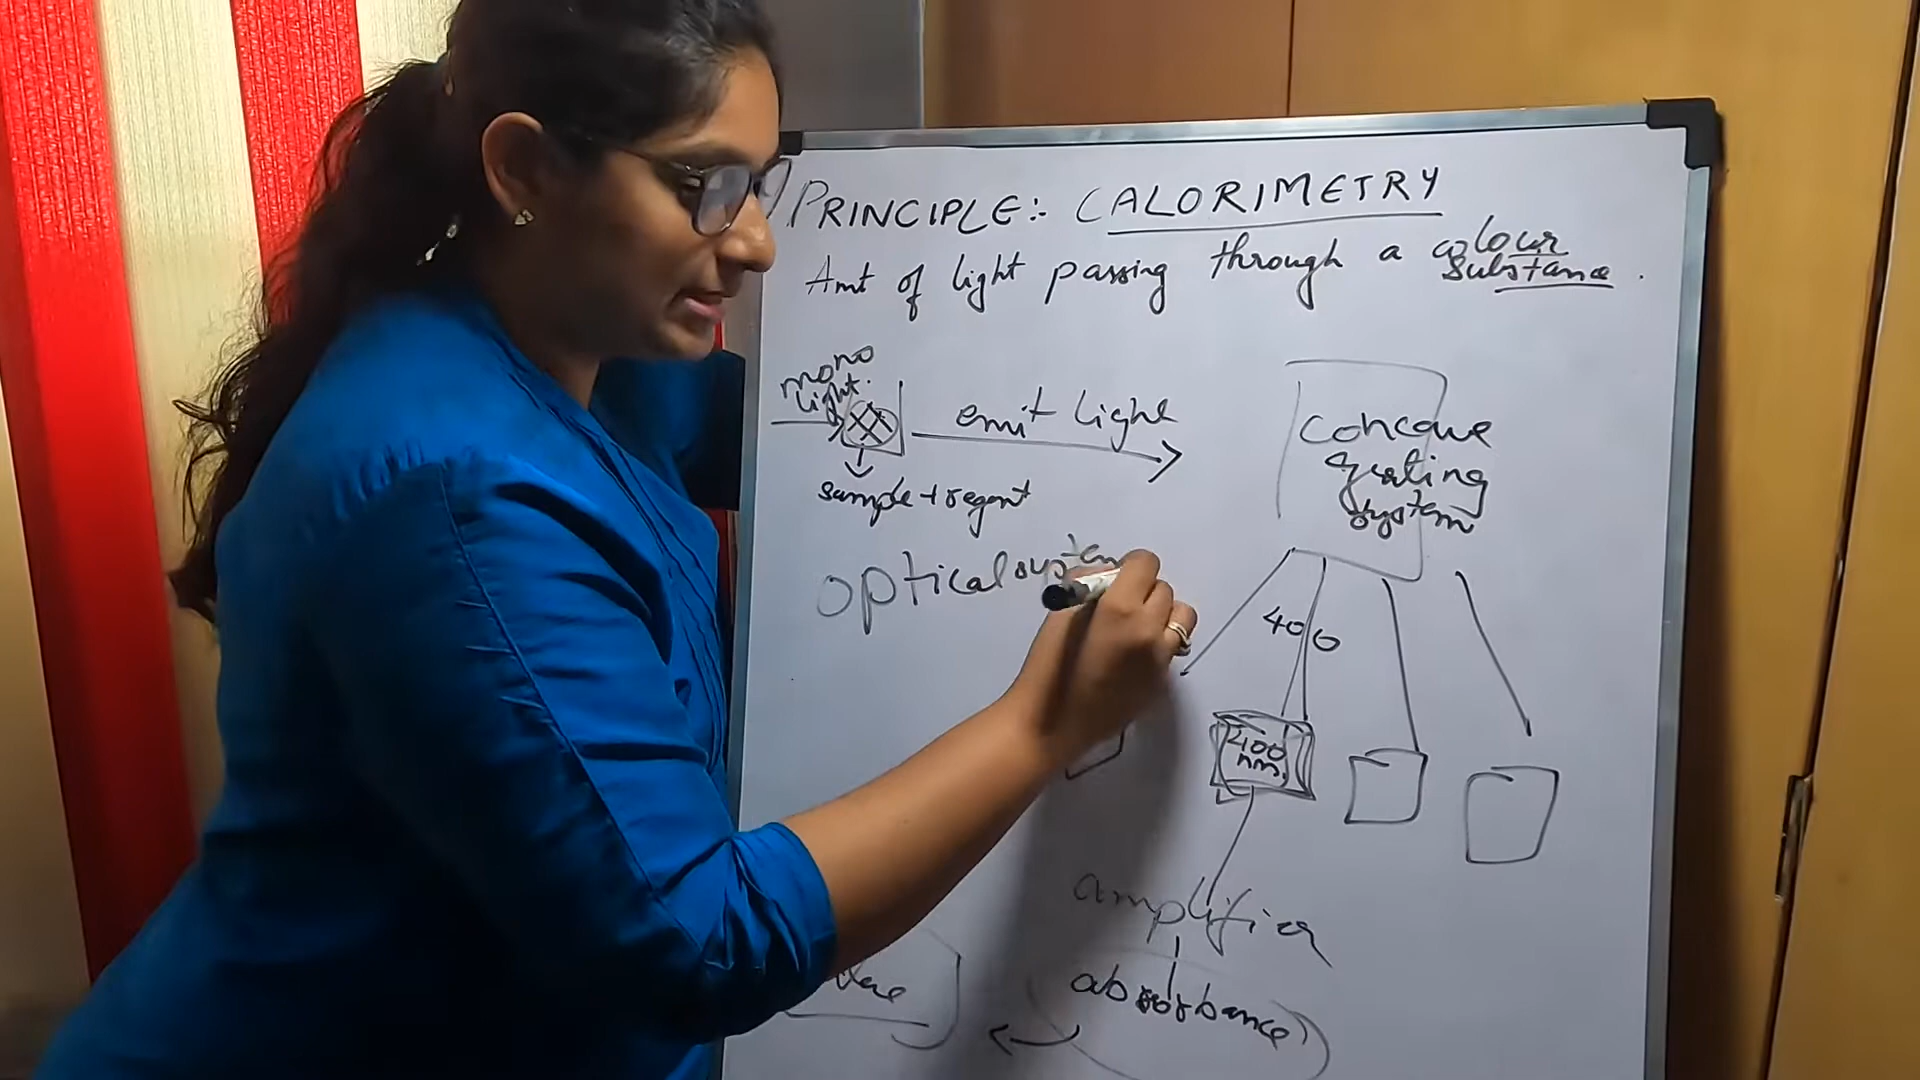 PRINCIPLE:- CALORIMETRY
Amt of light passing through a colour
substance.
mono
light.
emit light
sample + regent
concave
grating
system
optical system
400
400
nm.
amplifier
absorbance